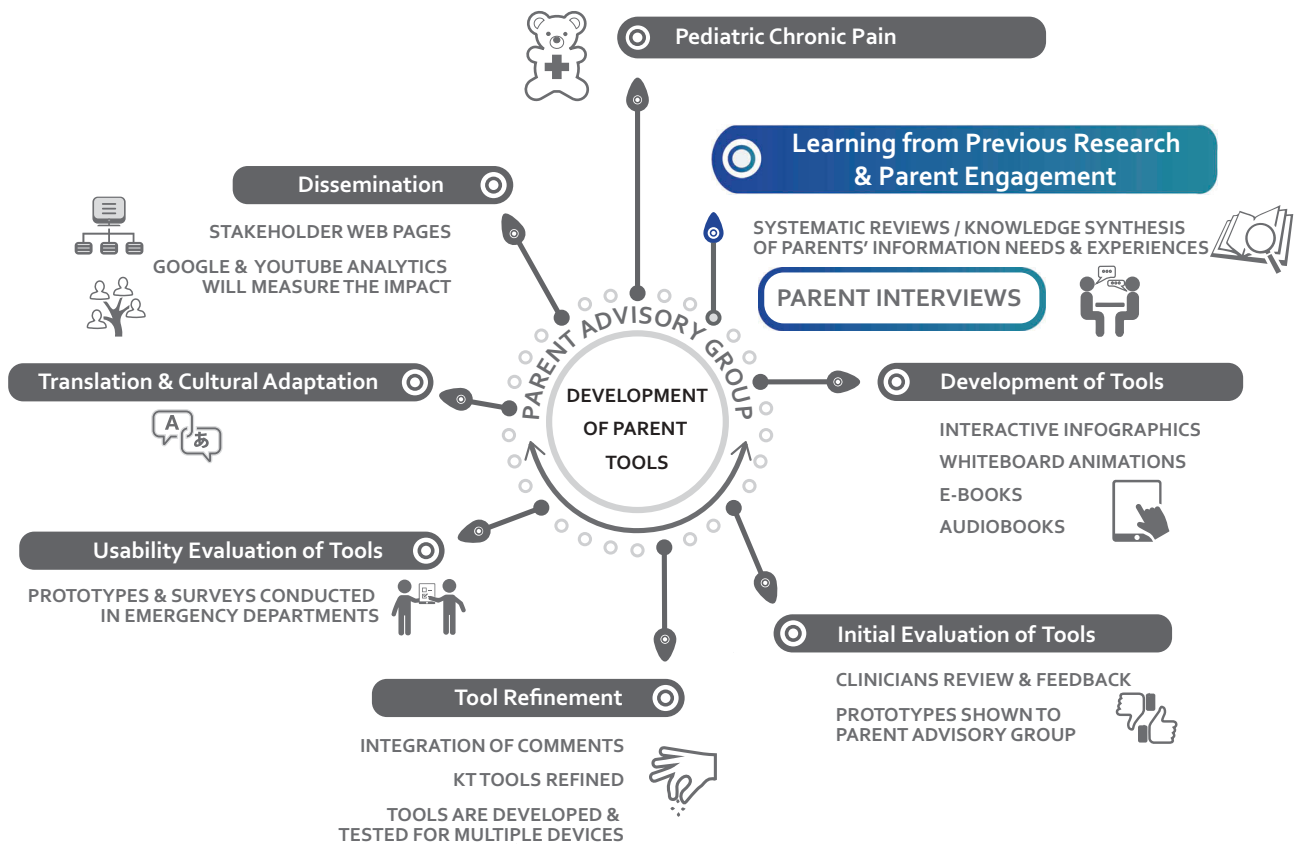 Pediatric Chronic Pain
Learning from Previous Research
& Parent Engagement
SYSTEMATIC REVIEWS / KNOWLEDGE SYNTHESIS
OF PARENTS' INFORMATION NEEDS & EXPERIENCES
PARENT INTERVIEWS
Development of Tools
INTERACTIVE INFOGRAPHICS
WHITEBOARD ANIMATIONS
E-BOOKS
AUDIOBOOKS
Initial Evaluation of Tools
CLINICIANS REVIEW & FEEDBACK
PROTOTYPES SHOWN TO
PARENT ADVISORY GROUP
Tool Refinement
INTEGRATION OF COMMENTS
KT TOOLS REFINED
TOOLS ARE DEVELOPED &
TESTED FOR MULTIPLE DEVICES
Usability Evaluation of Tools
PROTOTYPES & SURVEYS CONDUCTED
IN EMERGENCY DEPARTMENTS
Translation & Cultural Adaptation
A
あ
Dissemination
STAKEHOLDER WEB PAGES
GOOGLE & YOUTUBE ANALYTICS
WILL MEASURE THE IMPACT
PARENT ADVISORY GROUP
DEVELOPMENT
OF PARENT
TOOLS